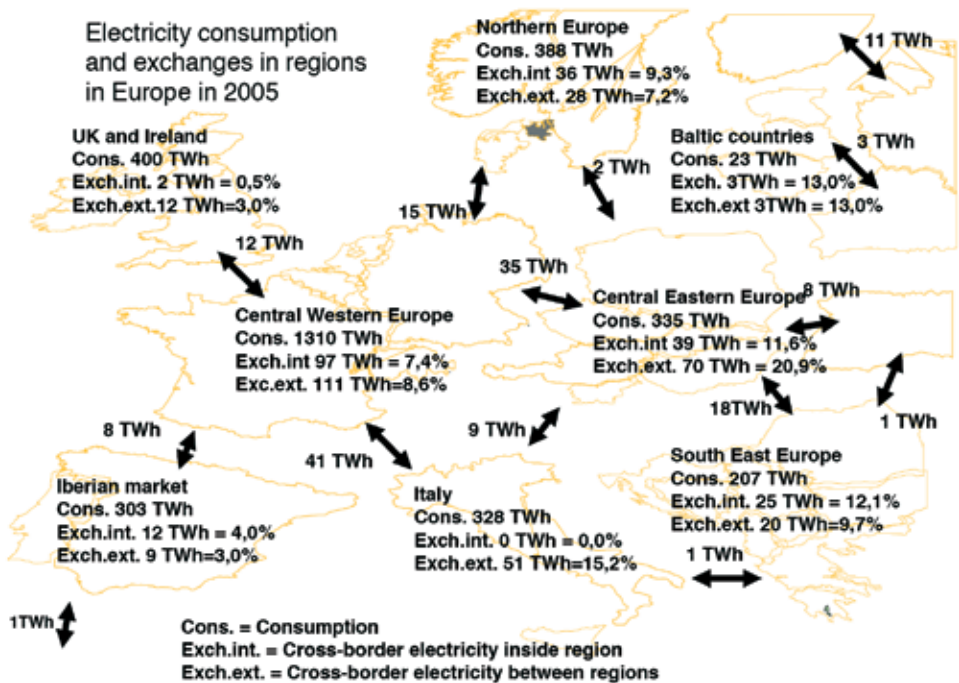 Electricity consumption
and exchanges in regions
in Europe in 2005
Northern Europe
Cons. 388 TWh
Exch.int 36 TWh = 9,3%
Exch.ext. 28 TWh=7,2%
11 TWh
UK and Ireland
Cons. 400 TWh
Exch.int. 2 TWh = 0,5%
Exch.ext.12 TWh=3,0%
Baltic countries
Cons. 23 TWh
Exch. 3TWh = 13,0%
Exch.ext 3TWh = 13,0%
3 TWh
2 TWh
15 TWh
12 TWh
35 TWh
Central Western Europe
Cons. 1310 TWh
Exch.int 97 TWh = 7,4%
Exc.ext. 111 TWh=8,6%
Central Eastern Europe
Cons. 335 TWh
Exch.int 39 TWh = 11,6%
Exch.ext. 70 TWh = 20,9%
8 TWh
18TWh
1 TWh
8 TWh
41 TWh
9 TWh
Iberian market
Cons. 303 TWh
Exch.int. 12 TWh = 4,0%
Exch.ext. 9 TWh=3,0%
Italy
Cons. 328 TWh
Exch.int. 0 TWh = 0,0%
Exch.ext. 51 TWh=15,2%
South East Europe
Cons. 207 TWh
Exch.int. 25 TWh = 12,1%
Exch.ext. 20 TWh=9,7%
1 TWh
1TWh
Cons. = Consumption
Exch.int. = Cross-border electricity inside region
Exch.ext. = Cross-border electricity between regions